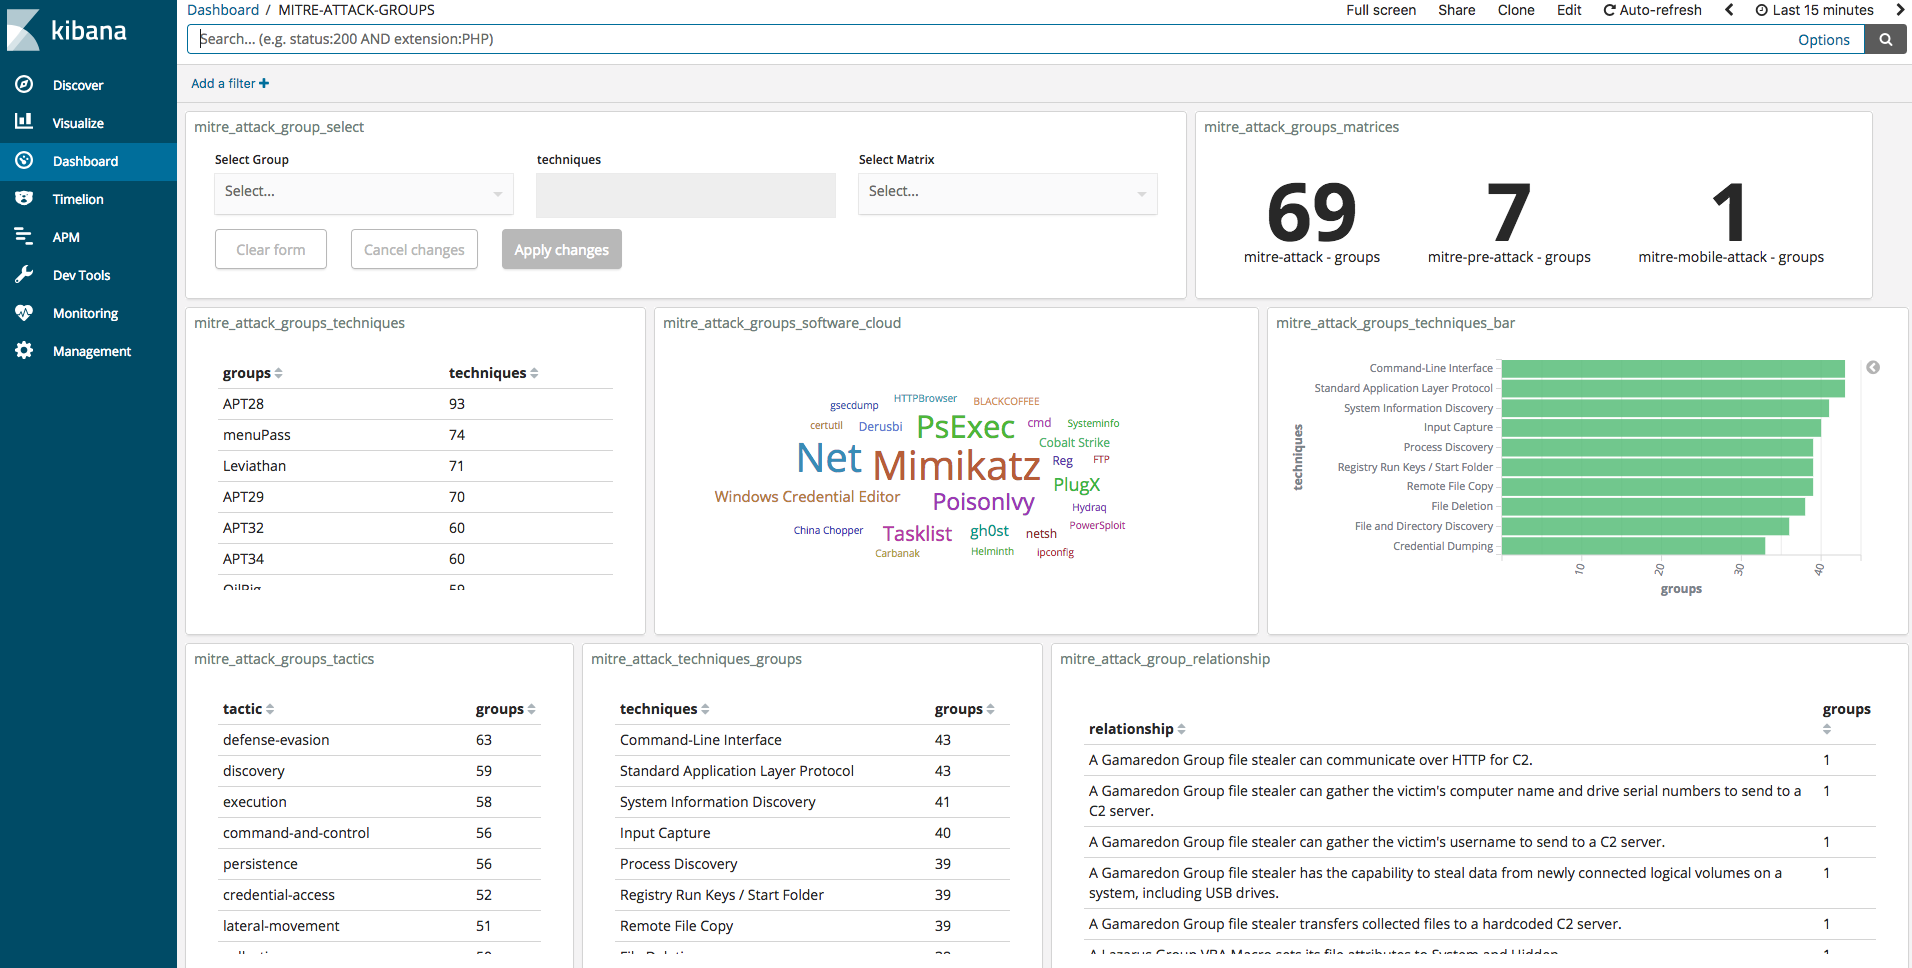 kibana
Discover
Visualize
Dashboard
Timelion
APM
Dev Tools
Monitoring
Management
Dashboard / MITRE-ATTACK-GROUPS
Full screen Share Clone Edit Auto-refresh Last 15 minutes
Search... (e.g. status:200 AND extension:PHP)
Options
Add a filter +
mitre_attack_group_select
Select Group techniques Select Matrix
Select... Select...
Clear form Cancel changes Apply changes
mitre_attack_groups_matrices
69 7 1
mitre-attack - groups mitre-pre-attack - groups mitre-mobile-attack - groups
mitre_attack_groups_techniques
groups techniques
APT28 93
menuPass 74
Leviathan 71
APT29 70
APT32 60
APT34 60
OilRig 59
mitre_attack_groups_software_cloud
HTTPBrowser BLACKCOFFEE
gsecdump
certutil Derusbi PsExec cmd Systeminfo
Cobalt Strike
Net Mimikatz Reg FTP
PlugX
Windows Credential Editor PoisonIvy
Hydraq
China Chopper Tasklist gh0st netsh PowerSploit
Carbanak Helminth ipconfig
mitre_attack_groups_techniques_bar
techniques
Command-Line Interface
Standard Application Layer Protocol
System Information Discovery
Input Capture
Process Discovery
Registry Run Keys / Start Folder
Remote File Copy
File Deletion
File and Directory Discovery
Credential Dumping
10 20 30 40
groups
mitre_attack_groups_tactics
tactic groups
defense-evasion 63
discovery 59
execution 58
command-and-control 56
persistence 56
credential-access 52
lateral-movement 51
mitre_attack_techniques_groups
techniques groups
Command-Line Interface 43
Standard Application Layer Protocol 43
System Information Discovery 41
Input Capture 40
Process Discovery 39
Registry Run Keys / Start Folder 39
Remote File Copy 39
mitre_attack_group_relationship
relationship groups
A Gamaredon Group file stealer can communicate over HTTP for C2. 1
A Gamaredon Group file stealer can gather the victim's computer name and drive serial numbers to send to a 1
C2 server.
A Gamaredon Group file stealer can gather the victim's username to send to a C2 server. 1
A Gamaredon Group file stealer has the capability to steal data from newly connected logical volumes on a 1
system, including USB drives.
A Gamaredon Group file stealer transfers collected files to a hardcoded C2 server. 1
A Lazarus Group VBA Macro sets its file attributes to System and Hidden 1